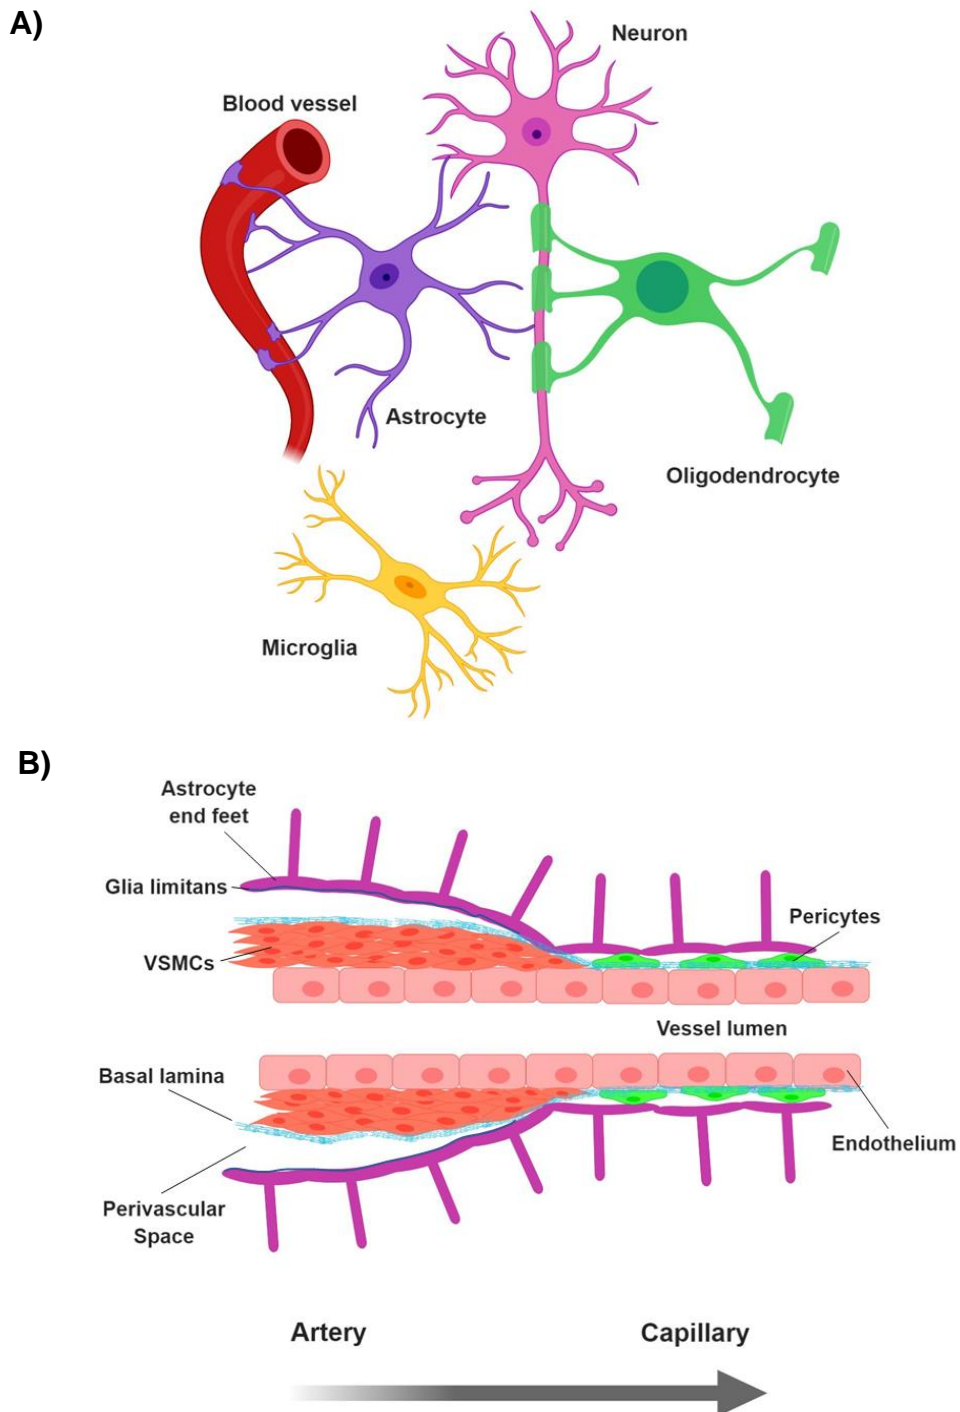 A)
Neuron
Blood vessel
Astrocyte
Oligodendrocyte
Microglia
B)
Astrocyte
end feet
Glia limitans
Pericytes
VSMCs
Vessel lumen
Basal lamina
Endothelium
Perivascular
Space
Artery
Capillary